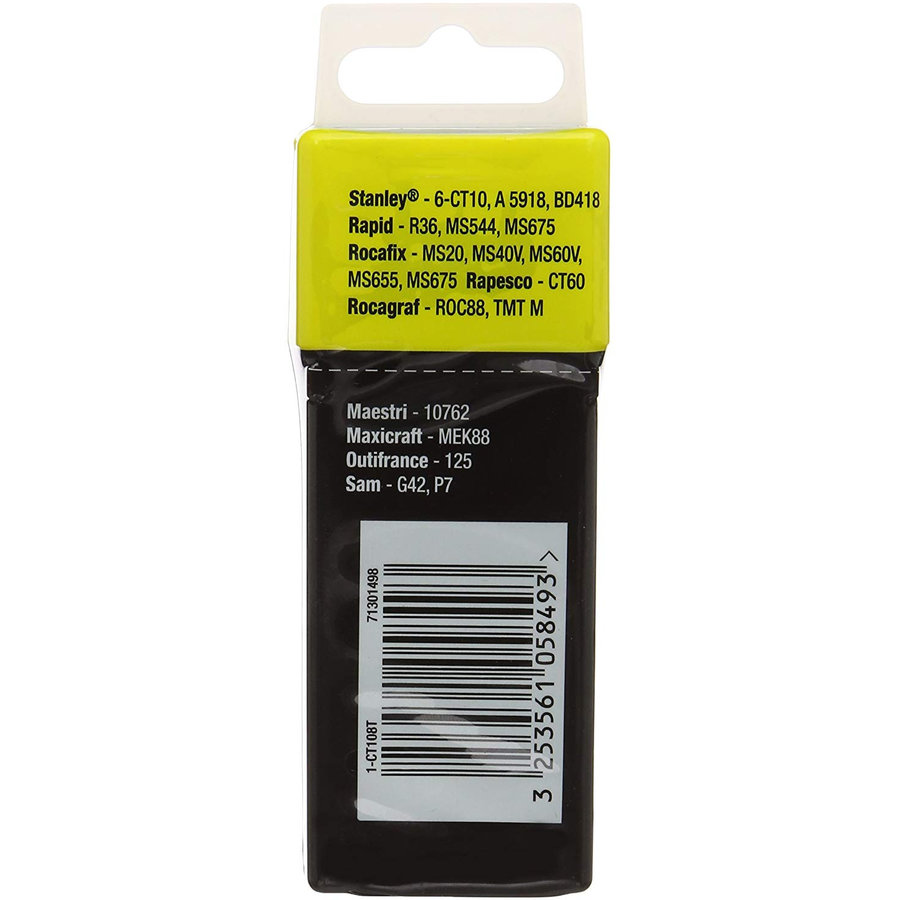 Stanley® - 6-CT10, A 5918, BD418
Rapid - R36, MS544, MS675
Rocafix - MS20, MS40V, MS60V,
MS655, MS675 Rapesco - CT60
Rocagraf - ROC88, TMT M
Maestri - 10762
Maxicraft - MEK88
Outifrance - 125
Sam - G42, P7
71301498
1-CT108T
3 253561 058493 >